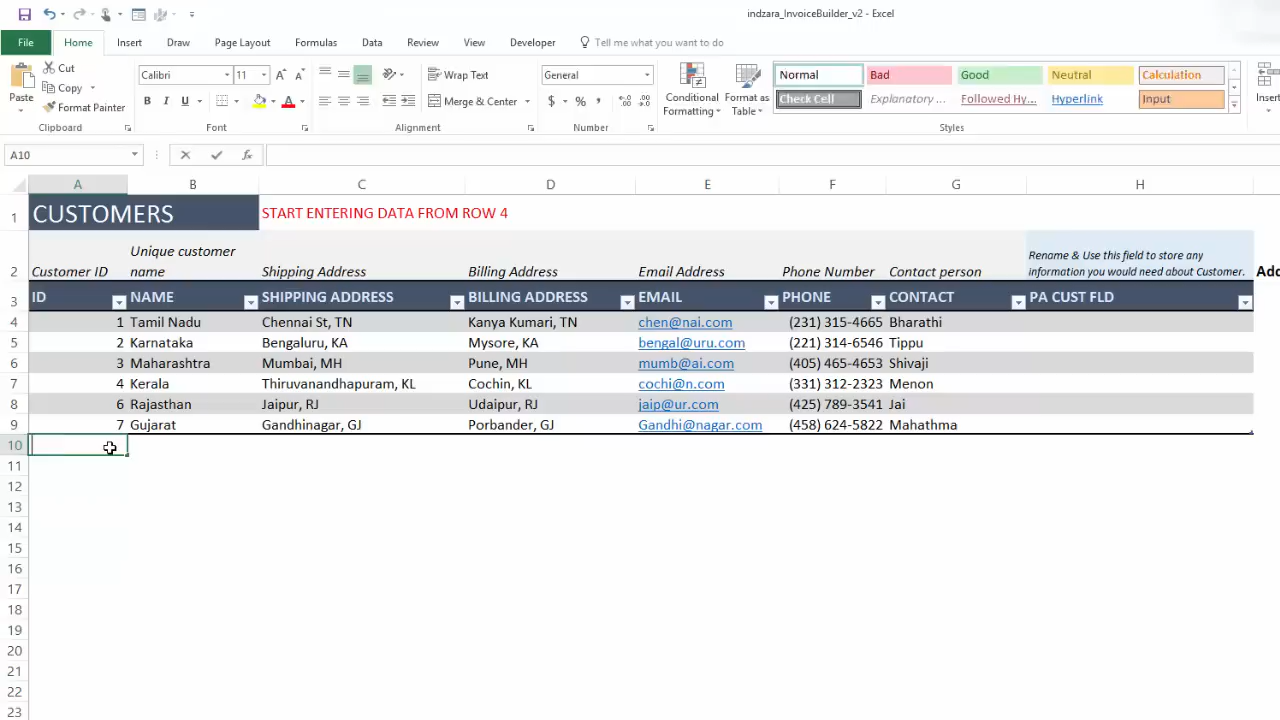 indzara_InvoiceBuilder_v2 - Excel
File Home Insert Draw Page Layout Formulas Data Review View Developer Tell me what you want to do
Paste
Cut
Copy
Format Painter
Clipboard
Calibri 11
B I U
Font
Wrap Text
Merge & Center
Alignment
General
$ % ,
Number
Conditional Formatting
Format as Table
Normal Bad Good Neutral Calculation
Check Cell Explanatory ... Followed Hy... Hyperlink Input
Styles
Insert
A10
A B C D E F G H
1 CUSTOMERS START ENTERING DATA FROM ROW 4
2 Customer ID Unique customer name Shipping Address Billing Address Email Address Phone Number Contact person Rename & Use this field to store any information you would need about Customer.
3 ID NAME SHIPPING ADDRESS BILLING ADDRESS EMAIL PHONE CONTACT PA CUST FLD
4 1 Tamil Nadu Chennai St, TN Kanya Kumari, TN chen@nai.com (231) 315-4665 Bharathi
5 2 Karnataka Bengaluru, KA Mysore, KA bengal@uru.com (221) 314-6546 Tippu
6 3 Maharashtra Mumbai, MH Pune, MH mumb@ai.com (405) 465-4653 Shivaji
7 4 Kerala Thiruvanandhapuram, KL Cochin, KL cochi@n.com (331) 312-2323 Menon
8 6 Rajasthan Jaipur, RJ Udaipur, RJ jaip@ur.com (425) 789-3541 Jai
9 7 Gujarat Gandhinagar, GJ Porbander, GJ Gandhi@nagar.com (458) 624-5822 Mahathma
10
11
12
13
14
15
16
17
18
19
20
21
22
23